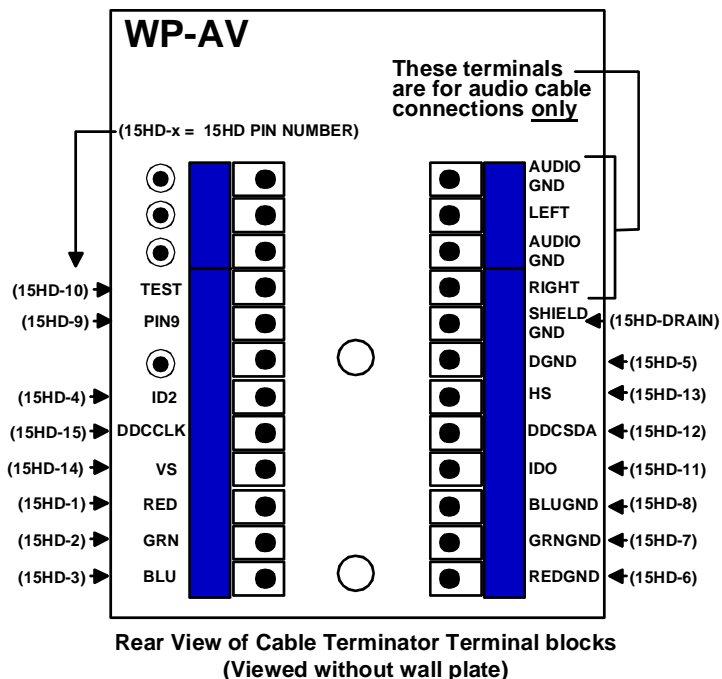 WP-AV
These terminals
are for audio cable
connections only
(15HD-x = 15HD PIN NUMBER)
AUDIO
GND
LEFT
AUDIO
GND
(15HD-10) TEST
RIGHT
(15HD-9) PIN9
SHIELD
GND
(15HD-DRAIN)
DGND (15HD-5)
(15HD-4) ID2
HS (15HD-13)
(15HD-15) DDCCLK
DDCSDA (15HD-12)
(15HD-14) VS
IDO (15HD-11)
(15HD-1) RED
BLUGND (15HD-8)
(15HD-2) GRN
GRNGND (15HD-7)
(15HD-3) BLU
REDGND (15HD-6)
Rear View of Cable Terminator Terminal blocks
(Viewed without wall plate)